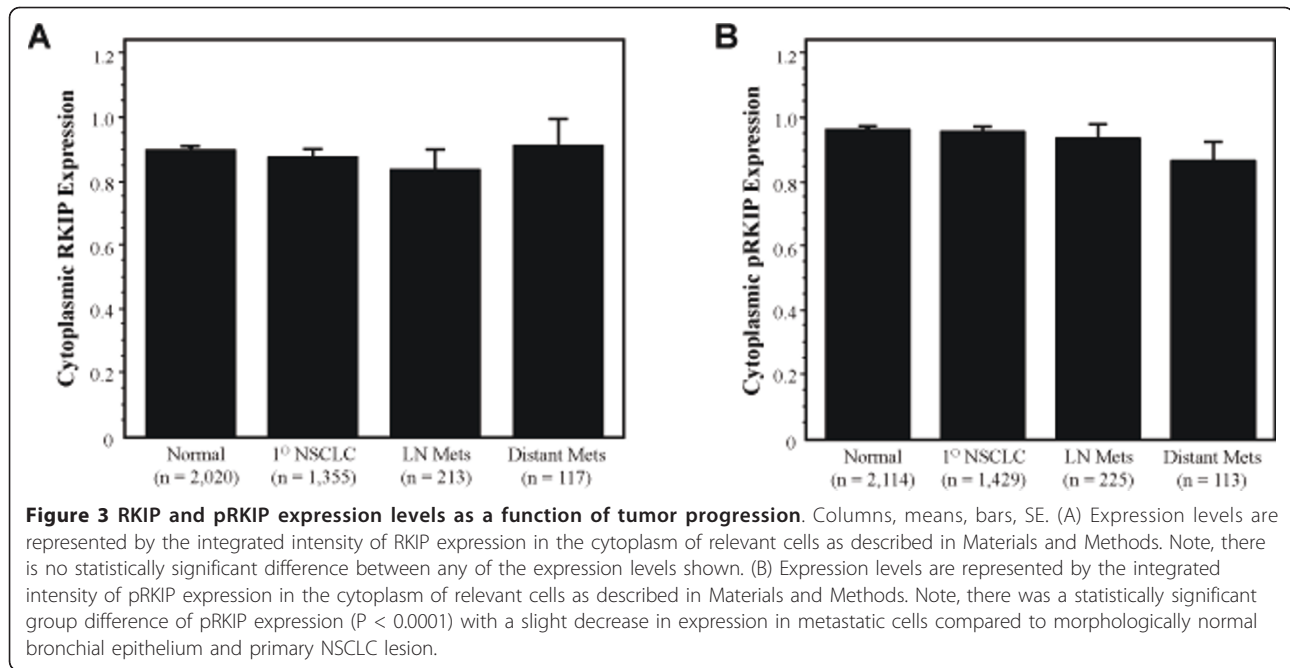 A
Cytoplasmic RKIP Expression
1.2
1.0
0.8
0.6
0.4
0.2
0
Normal
(n = 2,020)
1° NSCLC
(n = 1,355)
LN Mets
(n = 213)
Distant Mets
(n = 117)
B
Cytoplasmic pRKIP Expression
1.2
1.0
0.8
0.6
0.4
0.2
0
Normal
(n = 2,114)
1° NSCLC
(n = 1,429)
LN Mets
(n = 225)
Distant Mets
(n = 113)
Figure 3 RKIP and pRKIP expression levels as a function of tumor progression. Columns, means, bars, SE. (A) Expression levels are
represented by the integrated intensity of RKIP expression in the cytoplasm of relevant cells as described in Materials and Methods. Note, there
is no statistically significant difference between any of the expression levels shown. (B) Expression levels are represented by the integrated
intensity of pRKIP expression in the cytoplasm of relevant cells as described in Materials and Methods. Note, there was a statistically significant
group difference of pRKIP expression (P < 0.0001) with a slight decrease in expression in metastatic cells compared to morphologically normal
bronchial epithelium and primary NSCLC lesion.